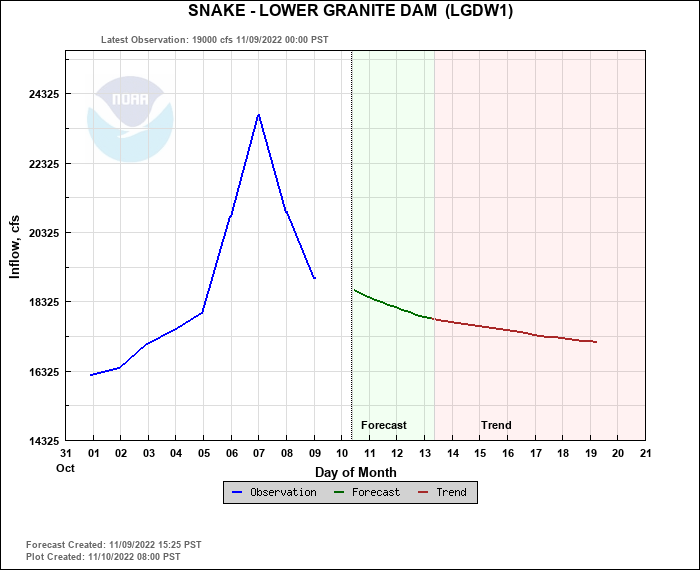 SNAKE - LOWER GRANITE DAM (LGDW1)
Latest Observation: 19000 cfs 11/09/2022 00:00 PST
NOAA
24325
22325
20325
18325
16325
14325
Inflow, cfs
Forecast
Trend
31 01 02 03 04 05 06 07 08 09 10 11 12 13 14 15 16 17 18 19 20 21
Oct
Day of Month
Observation Forecast Trend
Forecast Created: 11/09/2022 15:25 PST
Plot Created: 11/10/2022 08:00 PST